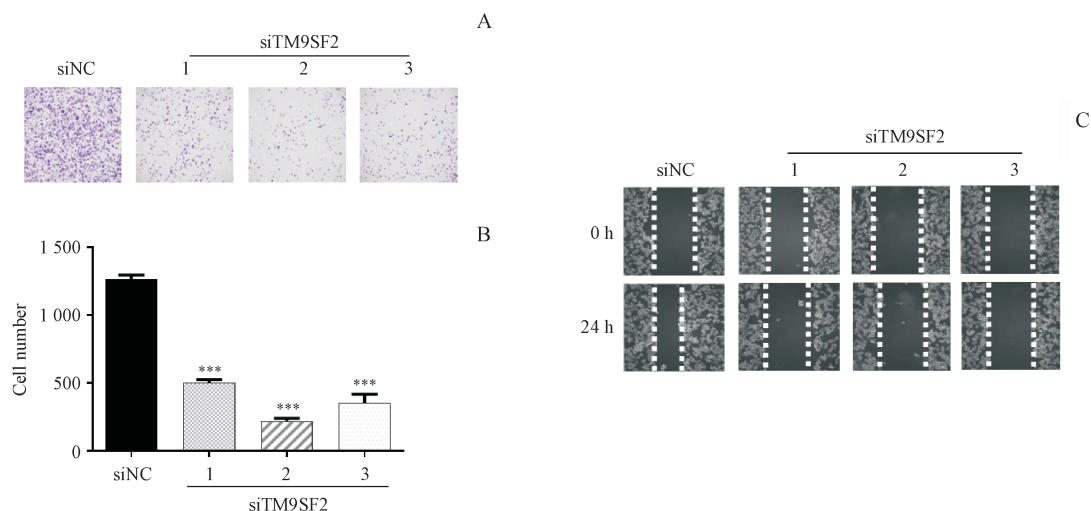 A
siTM9SF2
siNC 1 2 3
B
1 500
1 000
500
0
Cell number
***
***
***
siNC 1 2 3
siTM9SF2
C
siTM9SF2
siNC 1 2 3
0 h
24 h